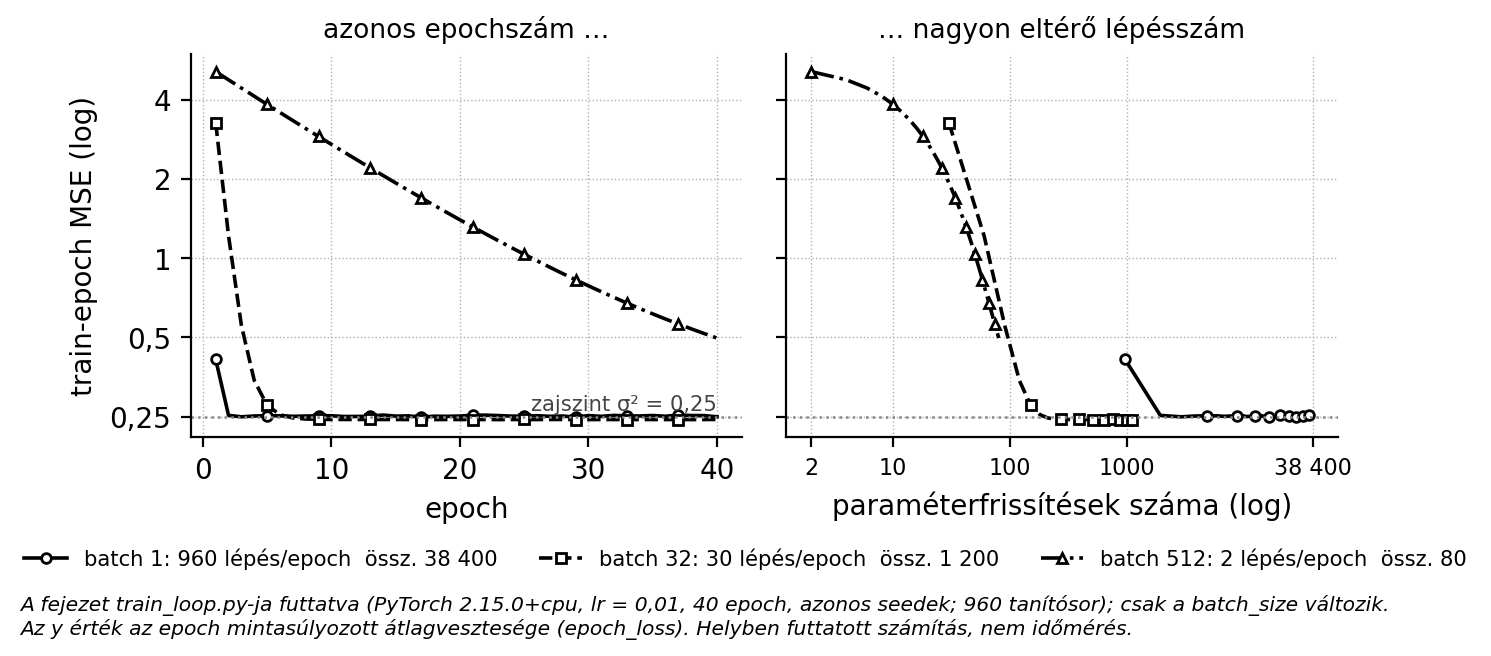 azonos epochszám …
… nagyon eltérő lépésszám
train-epoch MSE (log)
4
2
1
0,5
0,25
zajszint σ² = 0,25
0 10 20 30 40
epoch
2 10 100 1000 38 400
paraméterfrissítések száma (log)
batch 1: 960 lépés/epoch össz. 38 400
batch 32: 30 lépés/epoch össz. 1 200
batch 512: 2 lépés/epoch össz. 80
A fejezet train_loop.py-ja futtatva (PyTorch 2.15.0+cpu, lr = 0,01, 40 epoch, azonos seedek; 960 tanítósor); csak a batch_size változik.
Az y érték az epoch mintasúlyozott átlagvesztesége (epoch_loss). Helyben futtatott számítás, nem időmérés.